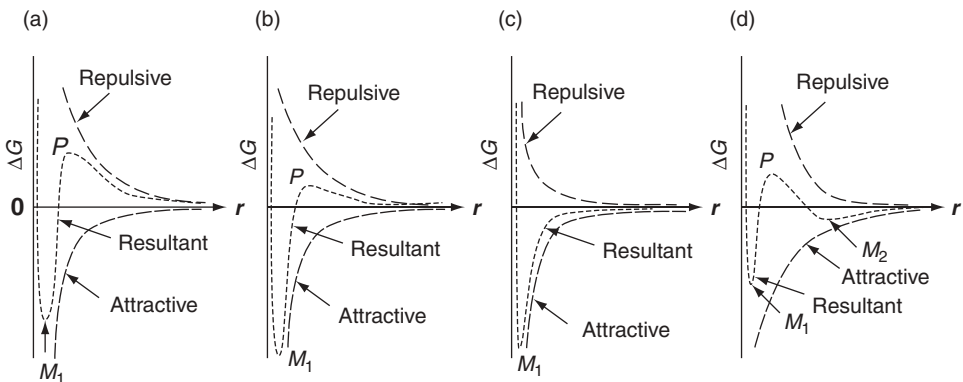 (a)
ΔG
0
r
Repulsive
P
Resultant
Attractive
M1
(b)
ΔG
r
Repulsive
P
Resultant
Attractive
M1
(c)
ΔG
r
Repulsive
Resultant
Attractive
M1
(d)
ΔG
r
Repulsive
P
M2
Attractive
Resultant
M1